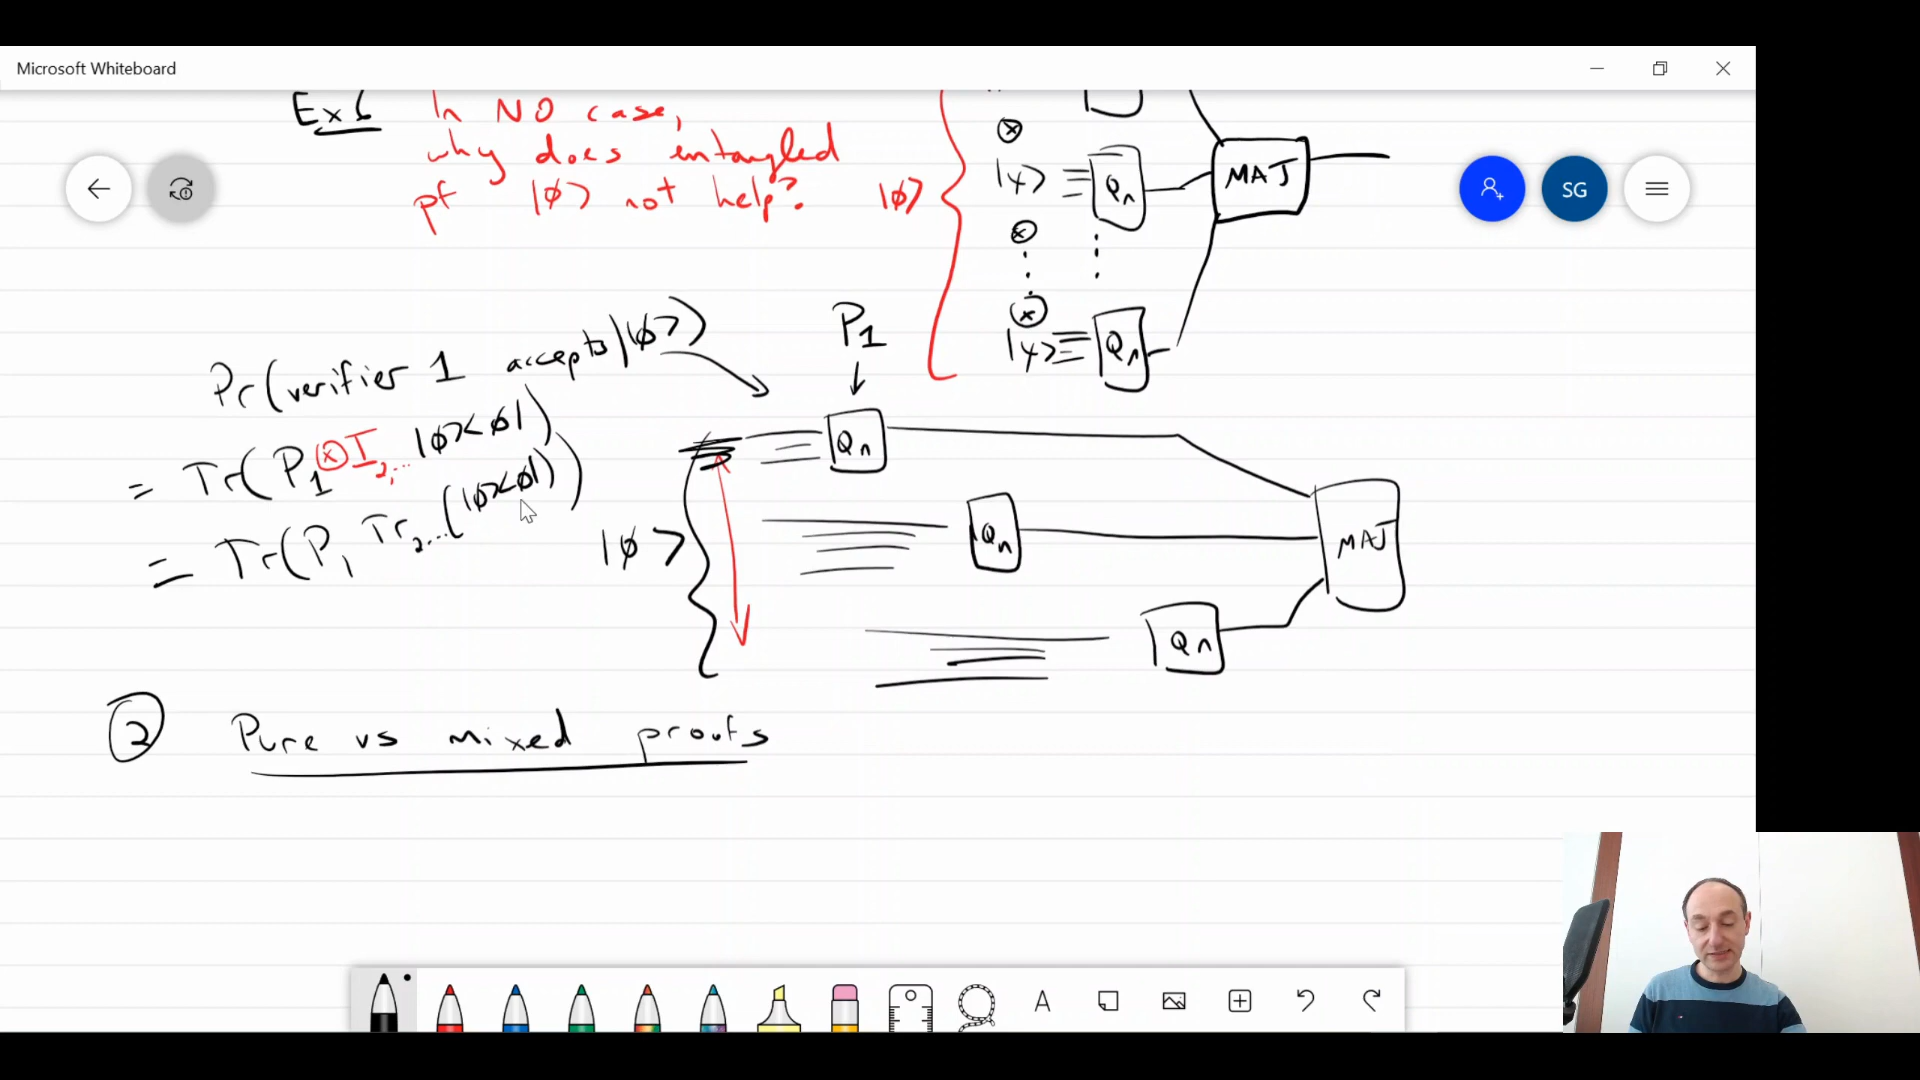 Microsoft Whiteboard
Ex 6 In NO case,
why does entangled
pf |ϕ> not help?
|ϕ>
⊗
|ψ> Qn
⊗
⊗
|ψ> Qn
MAJ
SG
Pr(verifier 1 accepts | |ϕ>)
= Tr(P1 ⊗ I2,... |ϕ><ϕ|)
= Tr(P1 Tr2,...(|ϕ><ϕ|))
P1
|ϕ>
Qn
Qn
Qn
MAJ
2 Pure vs mixed proofs
A